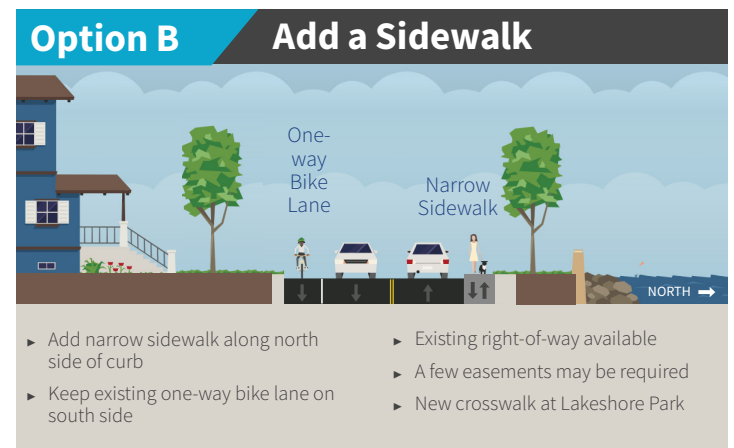 Option B
Add a Sidewalk
One-
way
Bike
Lane
Narrow
Sidewalk
NORTH
► Add narrow sidewalk along north
side of curb
► Keep existing one-way bike lane on
south side
► Existing right-of-way available
► A few easements may be required
► New crosswalk at Lakeshore Park